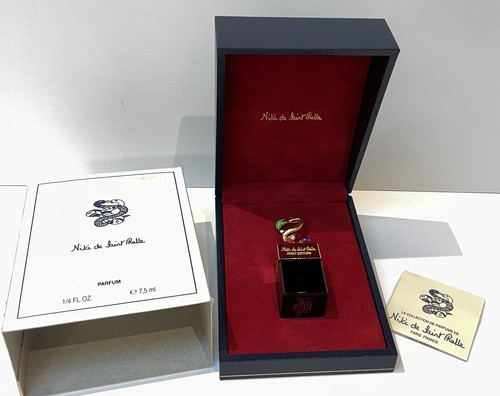 Niki de Saint Phalle
Niki de Saint Phalle
PARFUM
1/4 FL.OZ. ℮ 7,5 ml
Niki de Saint Phalle
FIRST EDITION
LA COLLECTION DE PARFUMS DE
Niki de Saint Phalle
PARIS FRANCE